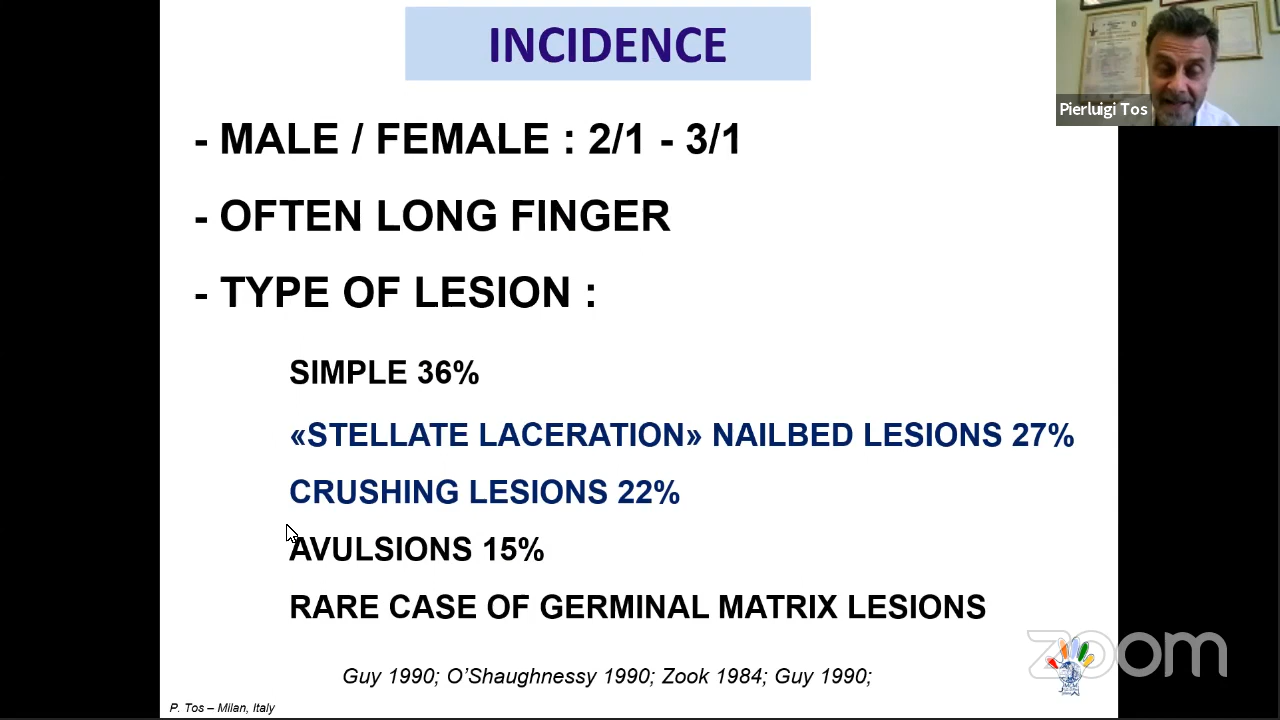 INCIDENCE
Pierluigi Tos
- MALE / FEMALE : 2/1 - 3/1
- OFTEN LONG FINGER
- TYPE OF LESION :
SIMPLE 36%
«STELLATE LACERATION» NAILBED LESIONS 27%
CRUSHING LESIONS 22%
AVULSIONS 15%
RARE CASE OF GERMINAL MATRIX LESIONS
zoom
Guy 1990; O'Shaughnessy 1990; Zook 1984; Guy 1990;
P. Tos – Milan, Italy